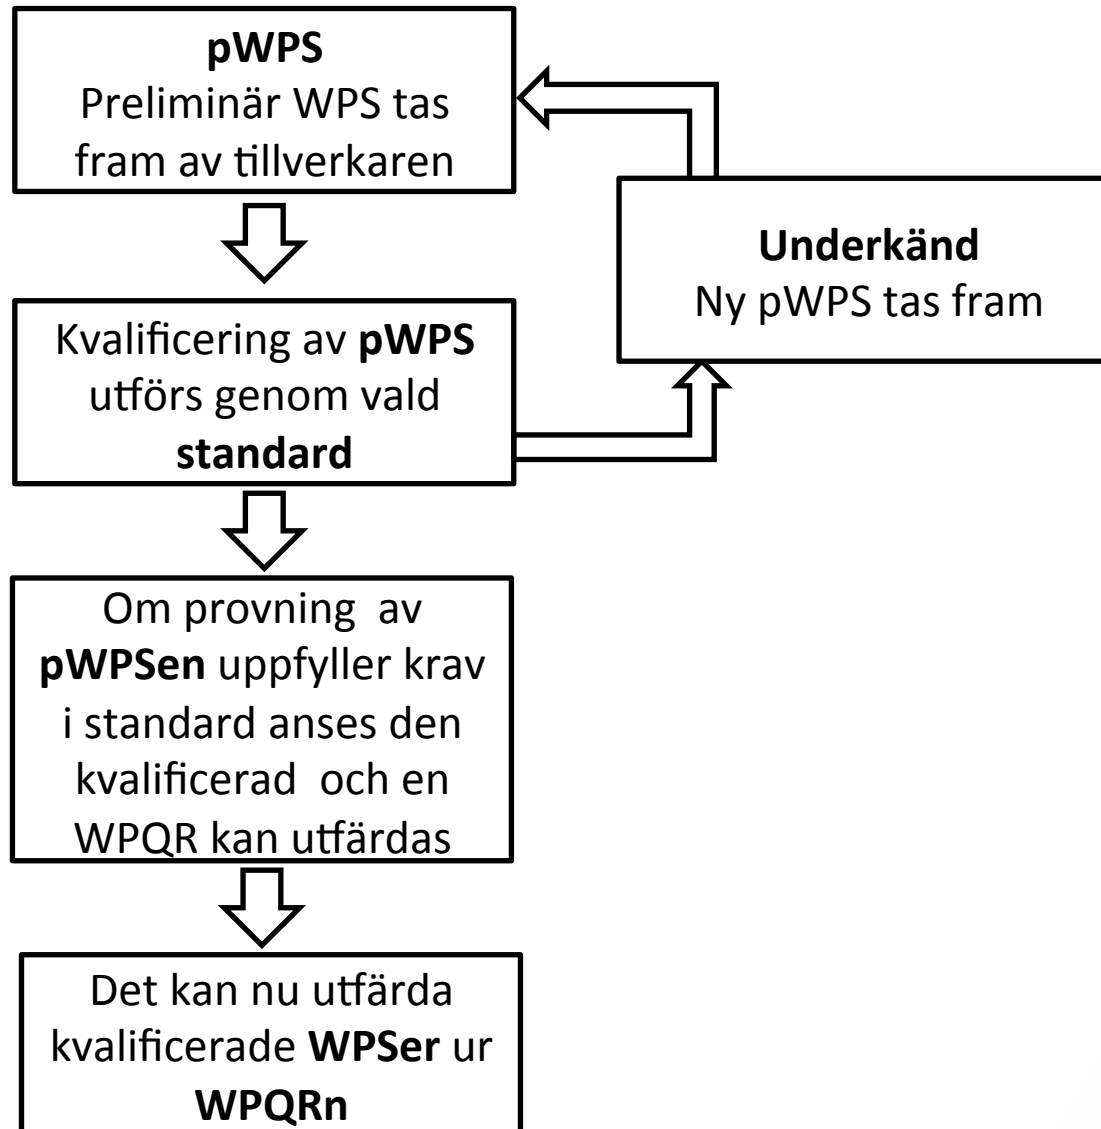 pWPS
Preliminär WPS tas
fram av tillverkaren
Underkänd
Ny pWPS tas fram
Kvalificering av pWPS
utförs genom vald
standard
Om provning av
pWPSen uppfyller krav
i standard anses den
kvalificerad och en
WPQR kan utfärdas
Det kan nu utfärda
kvalificerade WPSer ur
WPQRn